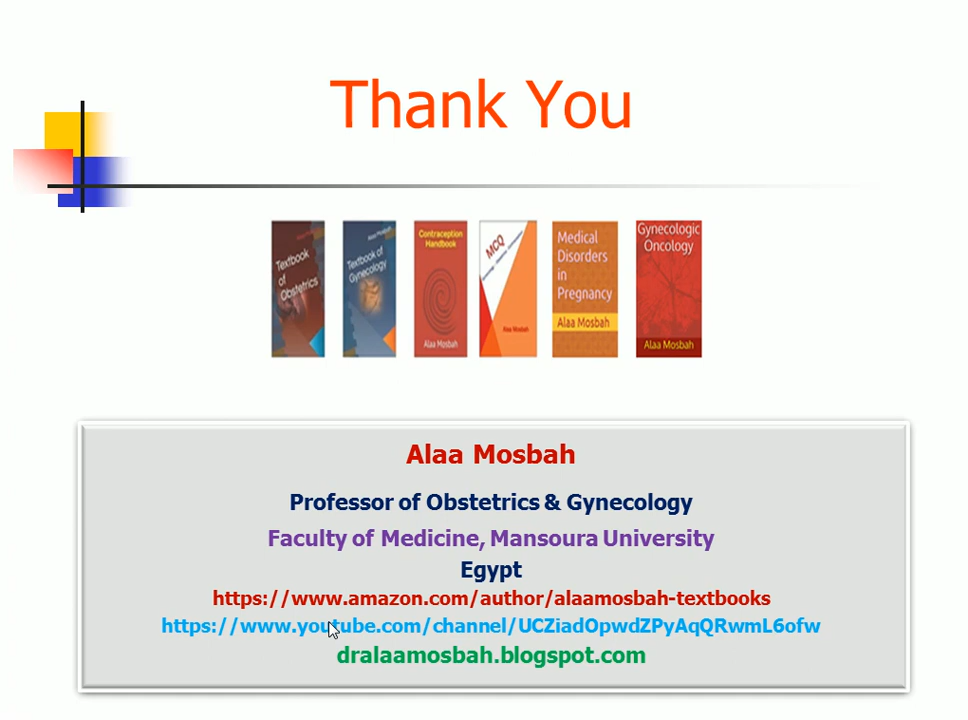 Thank You
Textbook
of
Obstetrics
Textbook of
Gynecology
Contraception
Handbook
Alaa Mosbah
MCQ
Alaa Mosbah
Medical
Disorders
in
Pregnancy
Alaa Mosbah
Gynecologic
Oncology
Alaa Mosbah
Alaa Mosbah
Professor of Obstetrics & Gynecology
Faculty of Medicine, Mansoura University
Egypt
https://www.amazon.com/author/alaamosbah-textbooks
https://www.youtube.com/channel/UCZiadOpwdZPyAqQRwmL6ofw
dralaamosbah.blogspot.com